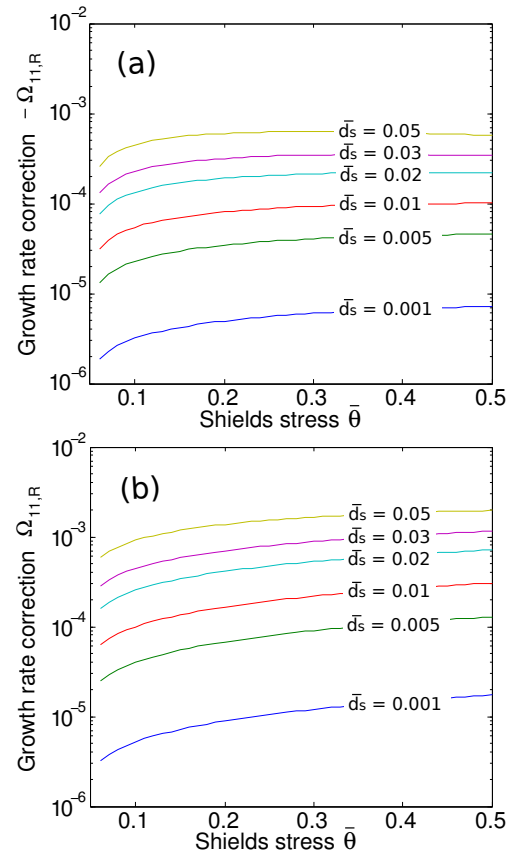 (a)
Growth rate correction - Ω11,R
10⁻²
10⁻³
10⁻⁴
10⁻⁵
10⁻⁶
d̄s = 0.05
d̄s = 0.03
d̄s = 0.02
d̄s = 0.01
d̄s = 0.005
d̄s = 0.001
0.1 0.2 0.3 0.4 0.5
Shields stress θ̄
(b)
Growth rate correction Ω11,R
10⁻²
10⁻³
10⁻⁴
10⁻⁵
10⁻⁶
d̄s = 0.05
d̄s = 0.03
d̄s = 0.02
d̄s = 0.01
d̄s = 0.005
d̄s = 0.001
0.1 0.2 0.3 0.4 0.5
Shields stress θ̄